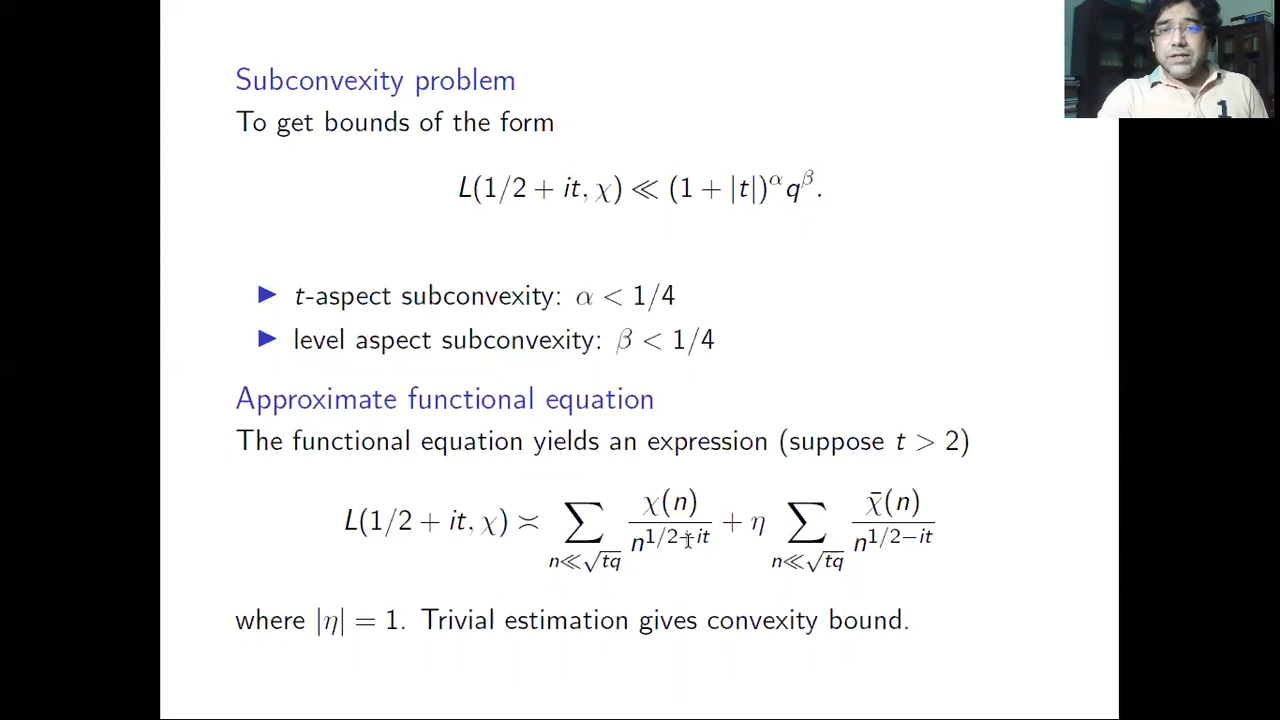 Subconvexity problem
To get bounds of the form
L(1/2 + it, χ) ≪ (1 + |t|)^α q^β.
▶ t-aspect subconvexity: α < 1/4
▶ level aspect subconvexity: β < 1/4
Approximate functional equation
The functional equation yields an expression (suppose t > 2)
L(1/2 + it, χ) ≍ ∑_{n≪√tq} χ(n)/n^{1/2+it} + η ∑_{n≪√tq} χ̄(n)/n^{1/2−it}
where |η| = 1. Trivial estimation gives convexity bound.
1